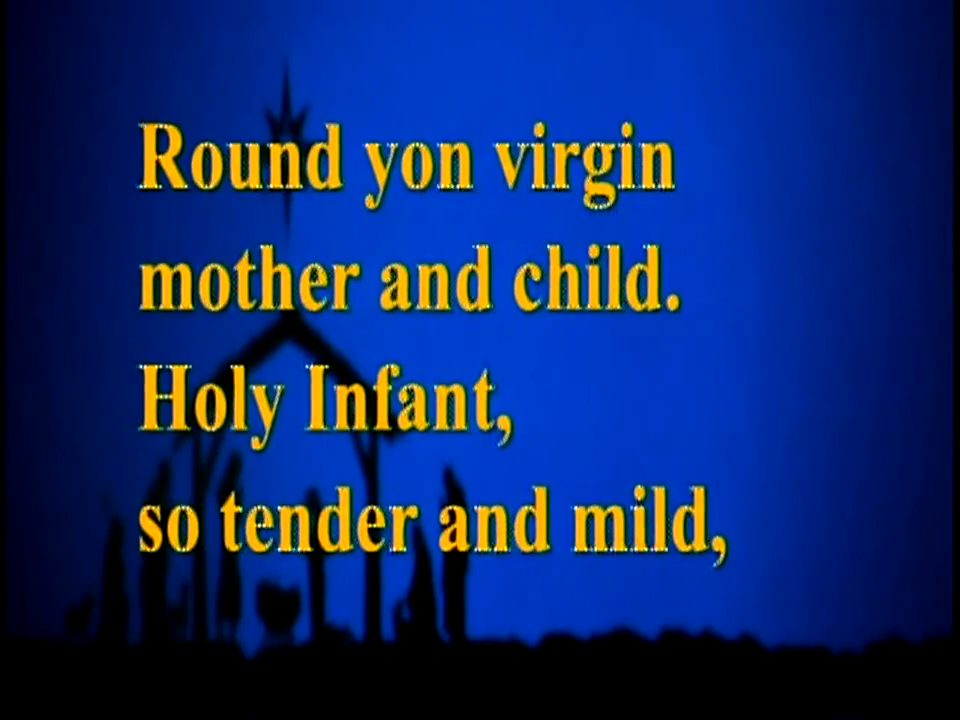 Round yon virgin
mother and child.
Holy Infant,
so tender and mild,